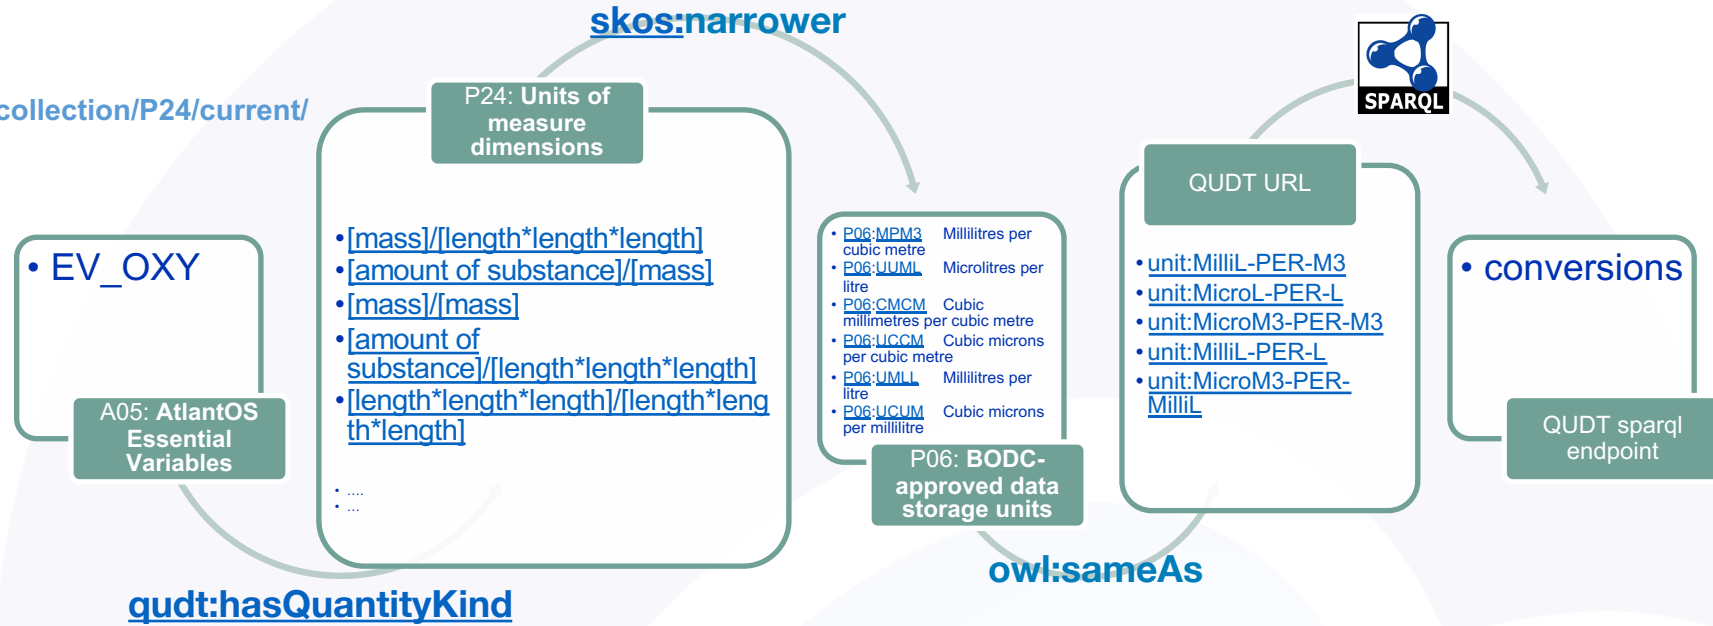 skos:narrower
SPARQL
collection/P24/current/
P24: Units of
measure
dimensions
QUDT URL
• EV_OXY
A05: AtlantOS
Essential
Variables
•[mass]/[length*length*length]
•[amount of substance]/[mass]
•[mass]/[mass]
•[amount of
substance]/[length*length*length]
•[length*length*length]/[length*leng
th*length]
• ....
• ...
• P06:MPM3 Millilitres per
cubic metre
• P06:UUML Microlitres per
litre
• P06:CMCM Cubic
millimetres per cubic metre
• P06:UCCM Cubic microns
per cubic metre
• P06:UMLL Millilitres per
litre
• P06:UCUM Cubic microns
per millilitre
P06: BODC-
approved data
storage units
• unit:MilliL-PER-M3
• unit:MicroL-PER-L
• unit:MicroM3-PER-M3
• unit:MilliL-PER-L
• unit:MicroM3-PER-
MilliL
• conversions
QUDT sparql
endpoint
owl:sameAs
qudt:hasQuantityKind